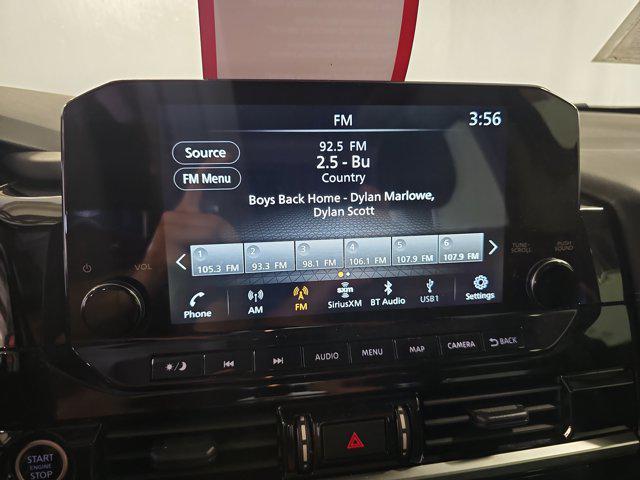 FM
3:56
Source
FM Menu
92.5 FM
2.5 - Bu
Country
Boys Back Home - Dylan Marlowe,
Dylan Scott
1
105.3 FM
2
93.3 FM
3
98.1 FM
4
106.1 FM
5
107.9 FM
6
107.9 FM
Phone
AM
FM
sxm
SiriusXM
BT Audio
USB1
Settings
VOL
TUNE-
SCROLL
PUSH
SOUND
AUDIO
MENU
MAP
CAMERA
BACK
START
ENGINE
STOP